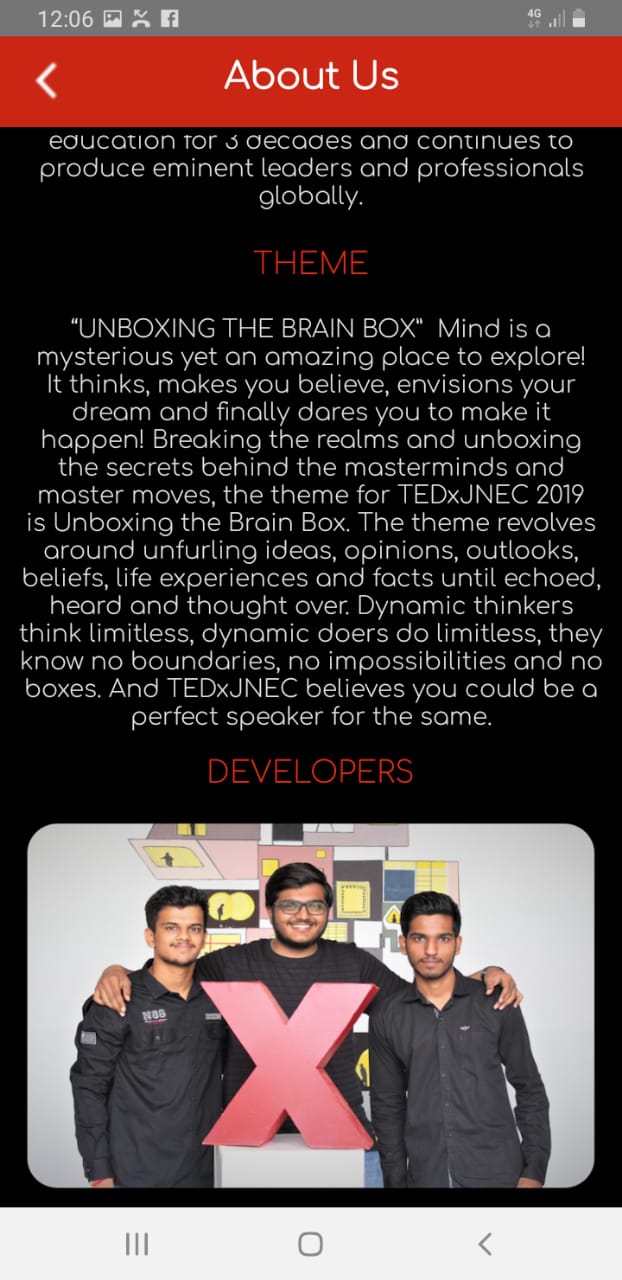 12:06
4G
About Us
education for 3 decades and continues to
produce eminent leaders and professionals
globally.
THEME
“UNBOXING THE BRAIN BOX”  Mind is a
mysterious yet an amazing place to explore!
It thinks, makes you believe, envisions your
dream and finally dares you to make it
happen! Breaking the realms and unboxing
the secrets behind the masterminds and
master moves, the theme for TEDxJNEC 2019
is Unboxing the Brain Box. The theme revolves
around unfurling ideas, opinions, outlooks,
beliefs, life experiences and facts until echoed,
heard and thought over. Dynamic thinkers
think limitless, dynamic doers do limitless, they
know no boundaries, no impossibilities and no
boxes. And TEDxJNEC believes you could be a
perfect speaker for the same.
DEVELOPERS
X